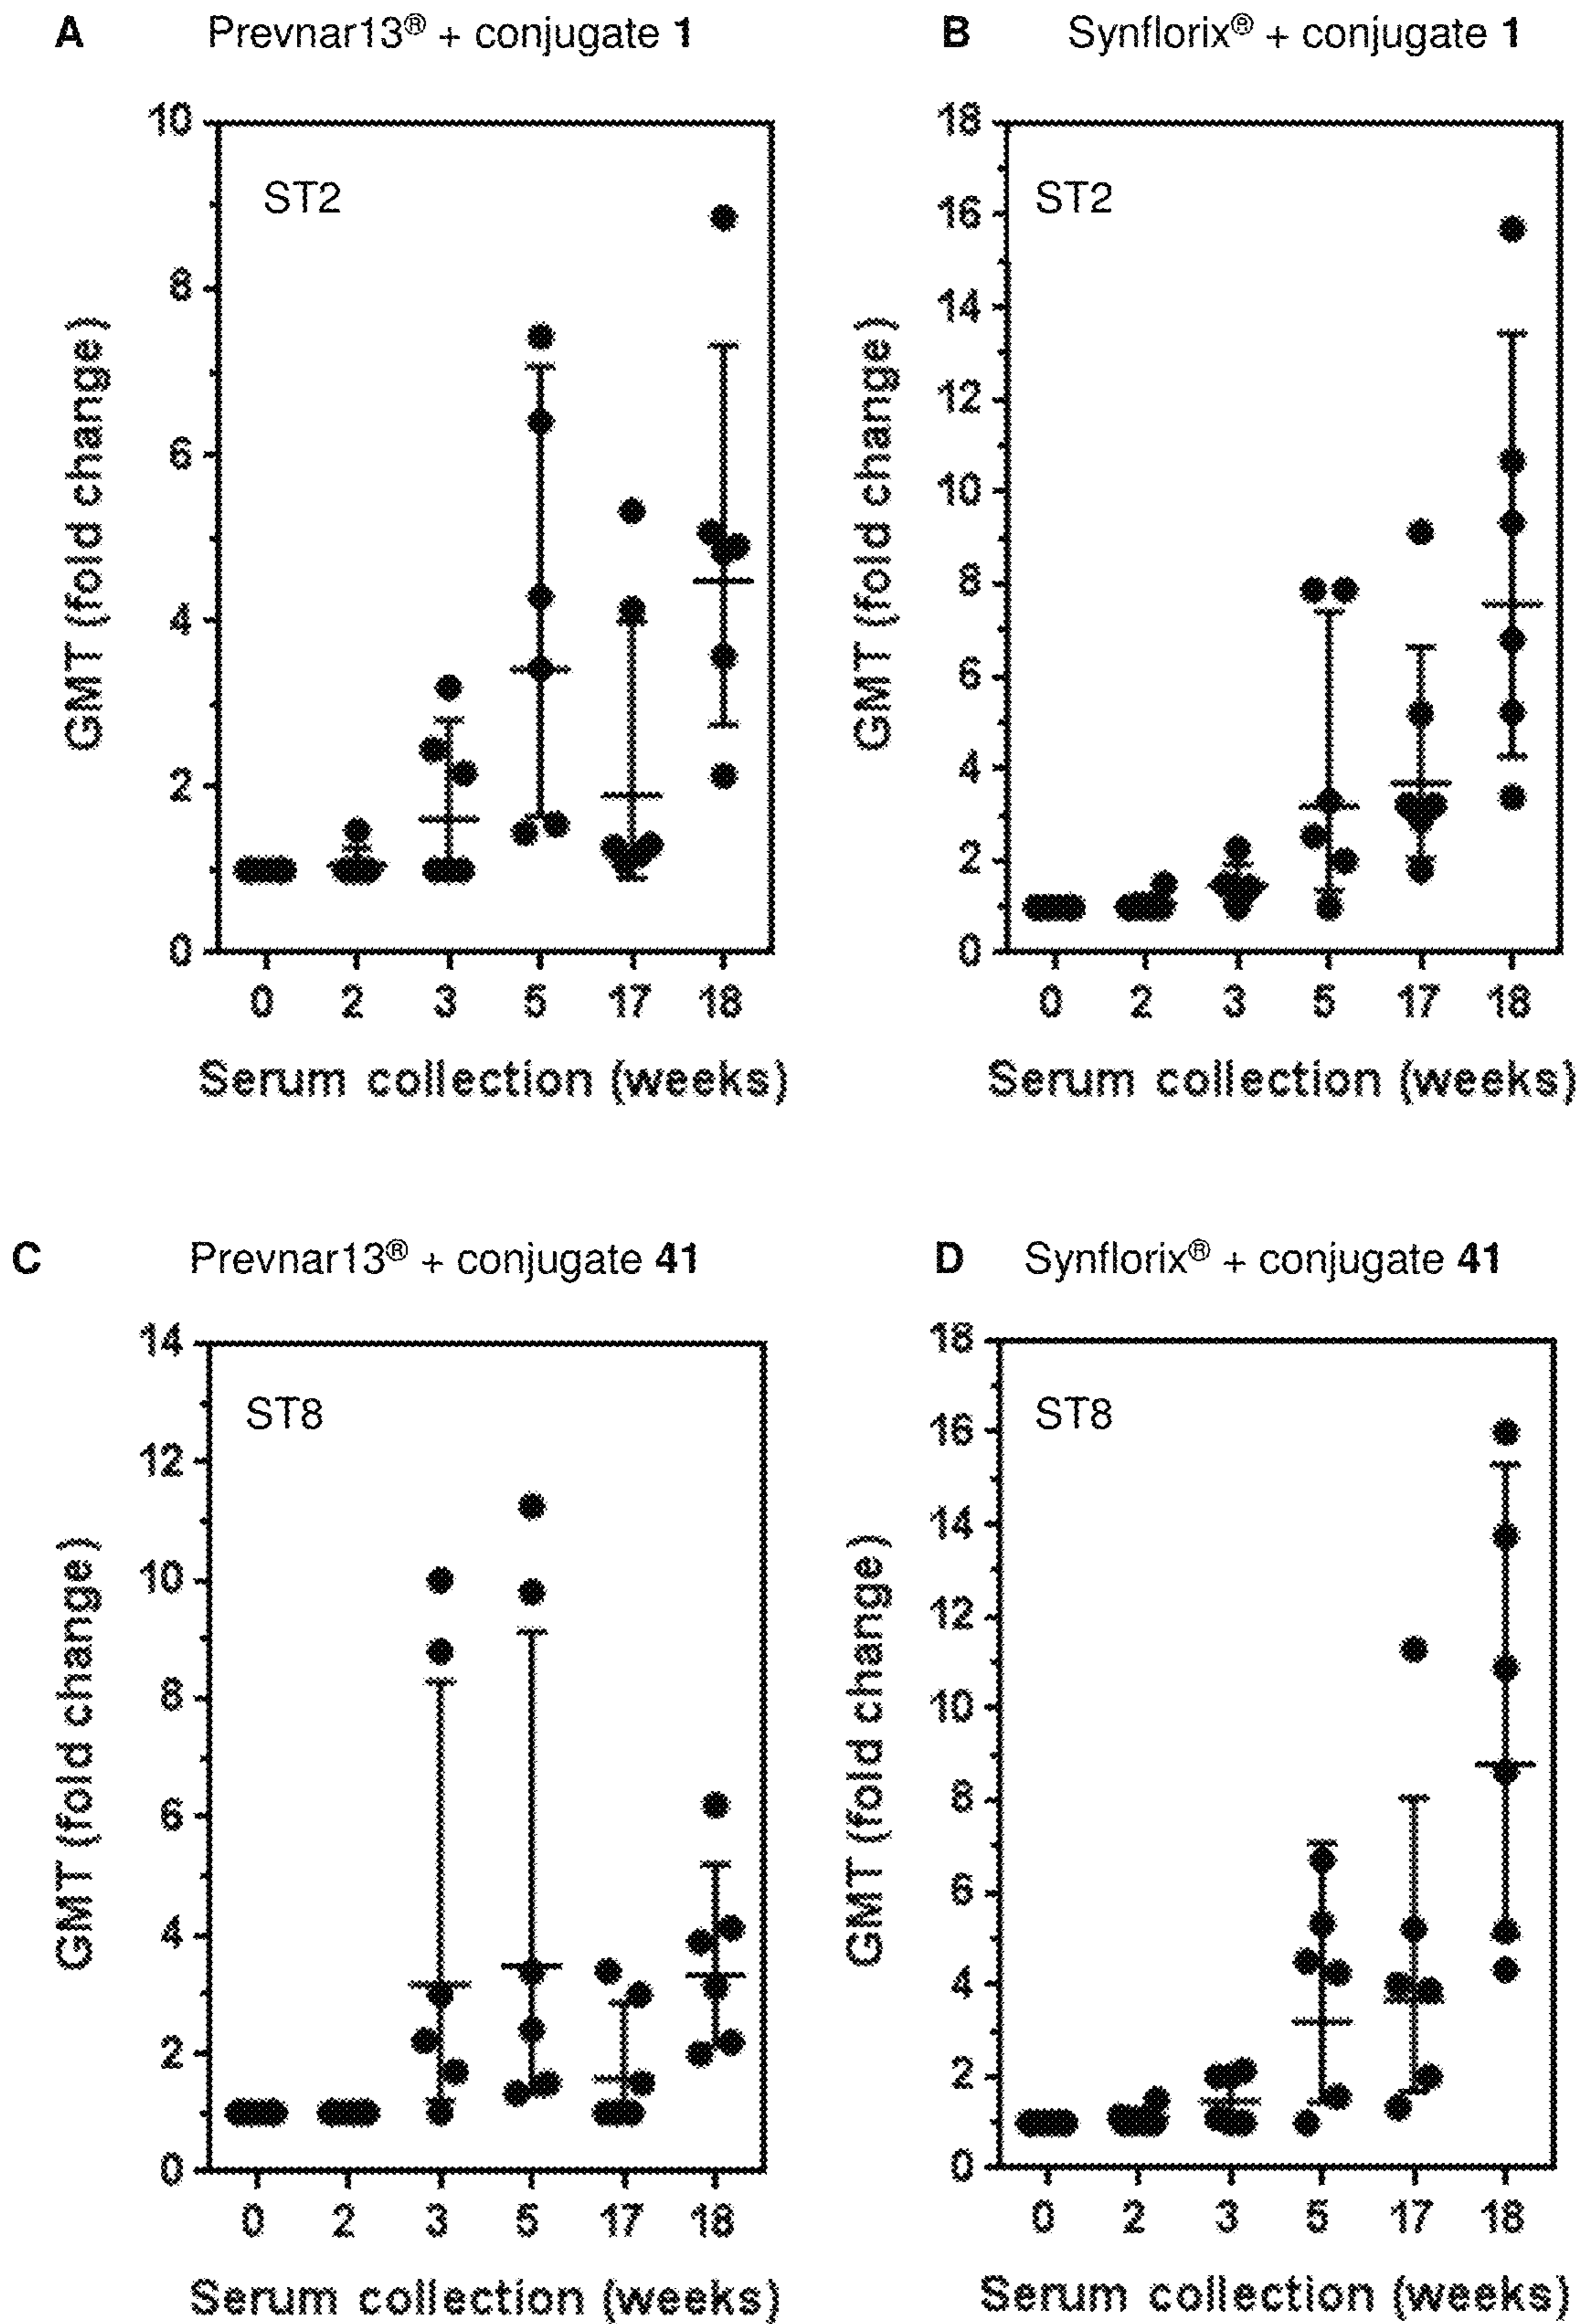 A Prevnar13® + conjugate 1
GMT (fold change)
10
8
6
4
2
0
ST2
0 2 3 5 17 18
Serum collection (weeks)
B Synflorix® + conjugate 1
GMT (fold change)
18
16
14
12
10
8
6
4
2
0
ST2
0 2 3 5 17 18
Serum collection (weeks)
C Prevnar13® + conjugate 41
GMT (fold change)
14
12
10
8
6
4
2
0
ST8
0 2 3 5 17 18
Serum collection (weeks)
D Synflorix® + conjugate 41
GMT (fold change)
18
16
14
12
10
8
6
4
2
0
ST8
0 2 3 5 17 18
Serum collection (weeks)